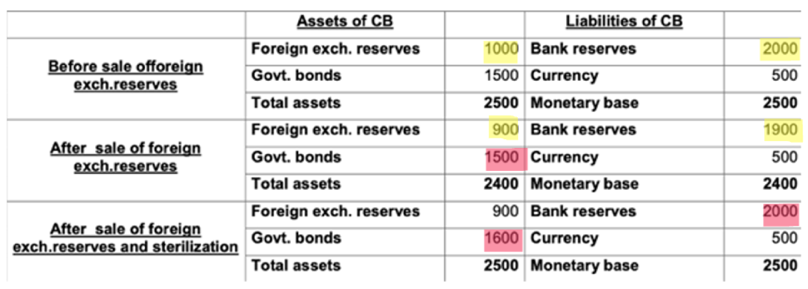 Assets of CB Liabilities of CB
Before sale offoreign exch.reserves
Foreign exch. reserves 1000 Bank reserves 2000
Govt. bonds 1500 Currency 500
Total assets 2500 Monetary base 2500
After sale of foreign exch.reserves
Foreign exch. reserves 900 Bank reserves 1900
Govt. bonds 1500 Currency 500
Total assets 2400 Monetary base 2400
After sale of foreign exch.reserves and sterilization
Foreign exch. reserves 900 Bank reserves 2000
Govt. bonds 1600 Currency 500
Total assets 2500 Monetary base 2500